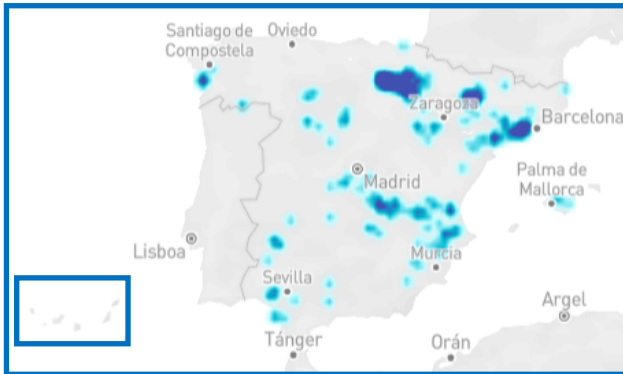 Santiago de
Compostela
Oviedo
Zaragoza
Barcelona
Madrid
Palma de
Mallorca
Lisboa
Murcia
Sevilla
Argel
Tánger
Orán